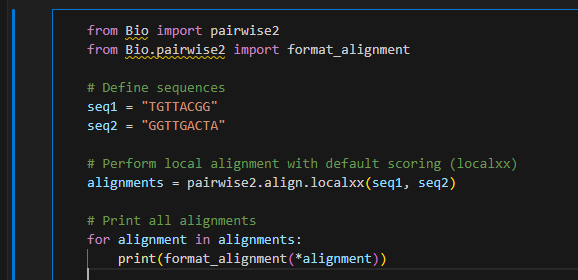 from Bio import pairwise2
from Bio.pairwise2 import format_alignment
# Define sequences
seq1 = "TGTTACGG"
seq2 = "GGTTGACTA"
# Perform local alignment with default scoring (localxx)
alignments = pairwise2.align.localxx(seq1, seq2)
# Print all alignments
for alignment in alignments:
    print(format_alignment(*alignment))